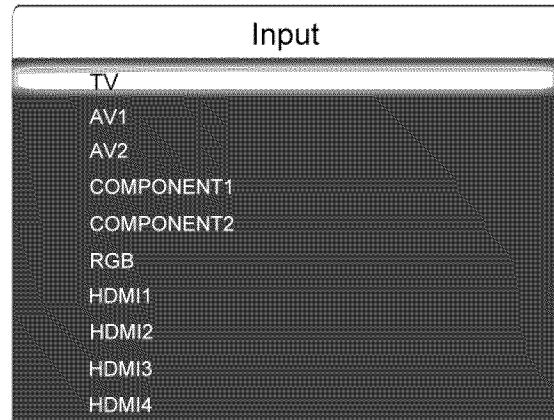 Input
TV
AV1
AV2
COMPONENT1
COMPONENT2
RGB
HDMI1
HDMI2
HDMI3
HDMI4